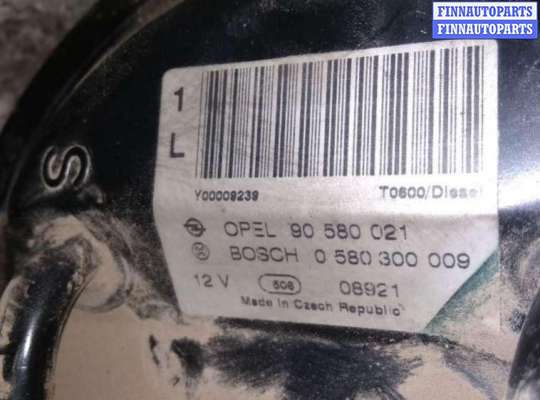 FINNAUTOPARTS
FINNAUTOPARTS
FINNAUTOPARTS
S
1
L
Y00009239 T0600/Diesel
OPEL 90 580 021
BOSCH 0 580 300 009
12 V 506 08921
Made in Czech Republic